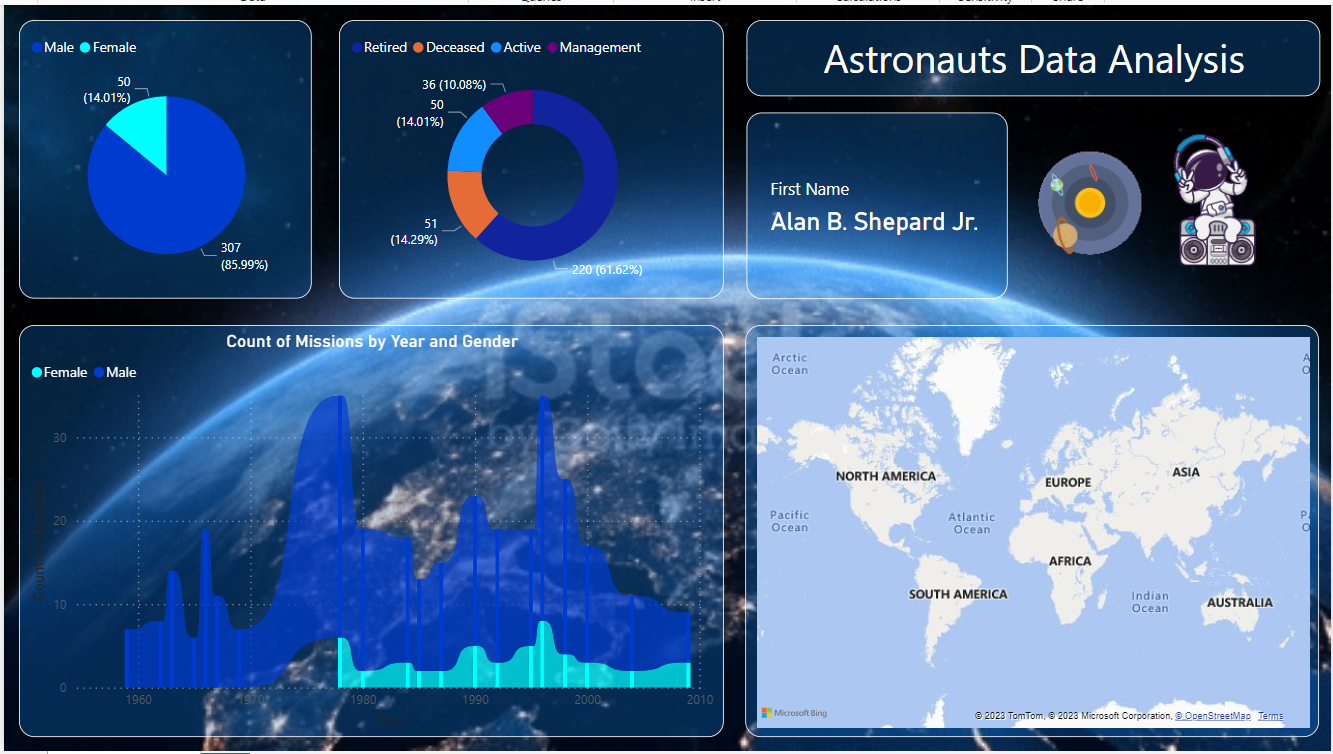 Male Female
50
(14.01%)
307
(85.99%)
Retired Deceased Active Management
36 (10.08%)
50
(14.01%)
51
(14.29%)
220 (61.62%)
Astronauts Data Analysis
First Name
Alan B. Shepard Jr.
Count of Missions by Year and Gender
Female Male
30
20
10
0
1960
1970
1980
1990
2000
2010
iStock
Arctic
Ocean
A
O
NORTH AMERICA
EUROPE
ASIA
Pacific
Ocean
Atlantic
Ocean
P
O
AFRICA
SOUTH AMERICA
Indian
Ocean
AUSTRALIA
Microsoft Bing
© 2023 TomTom, © 2023 Microsoft Corporation, © OpenStreetMap Terms